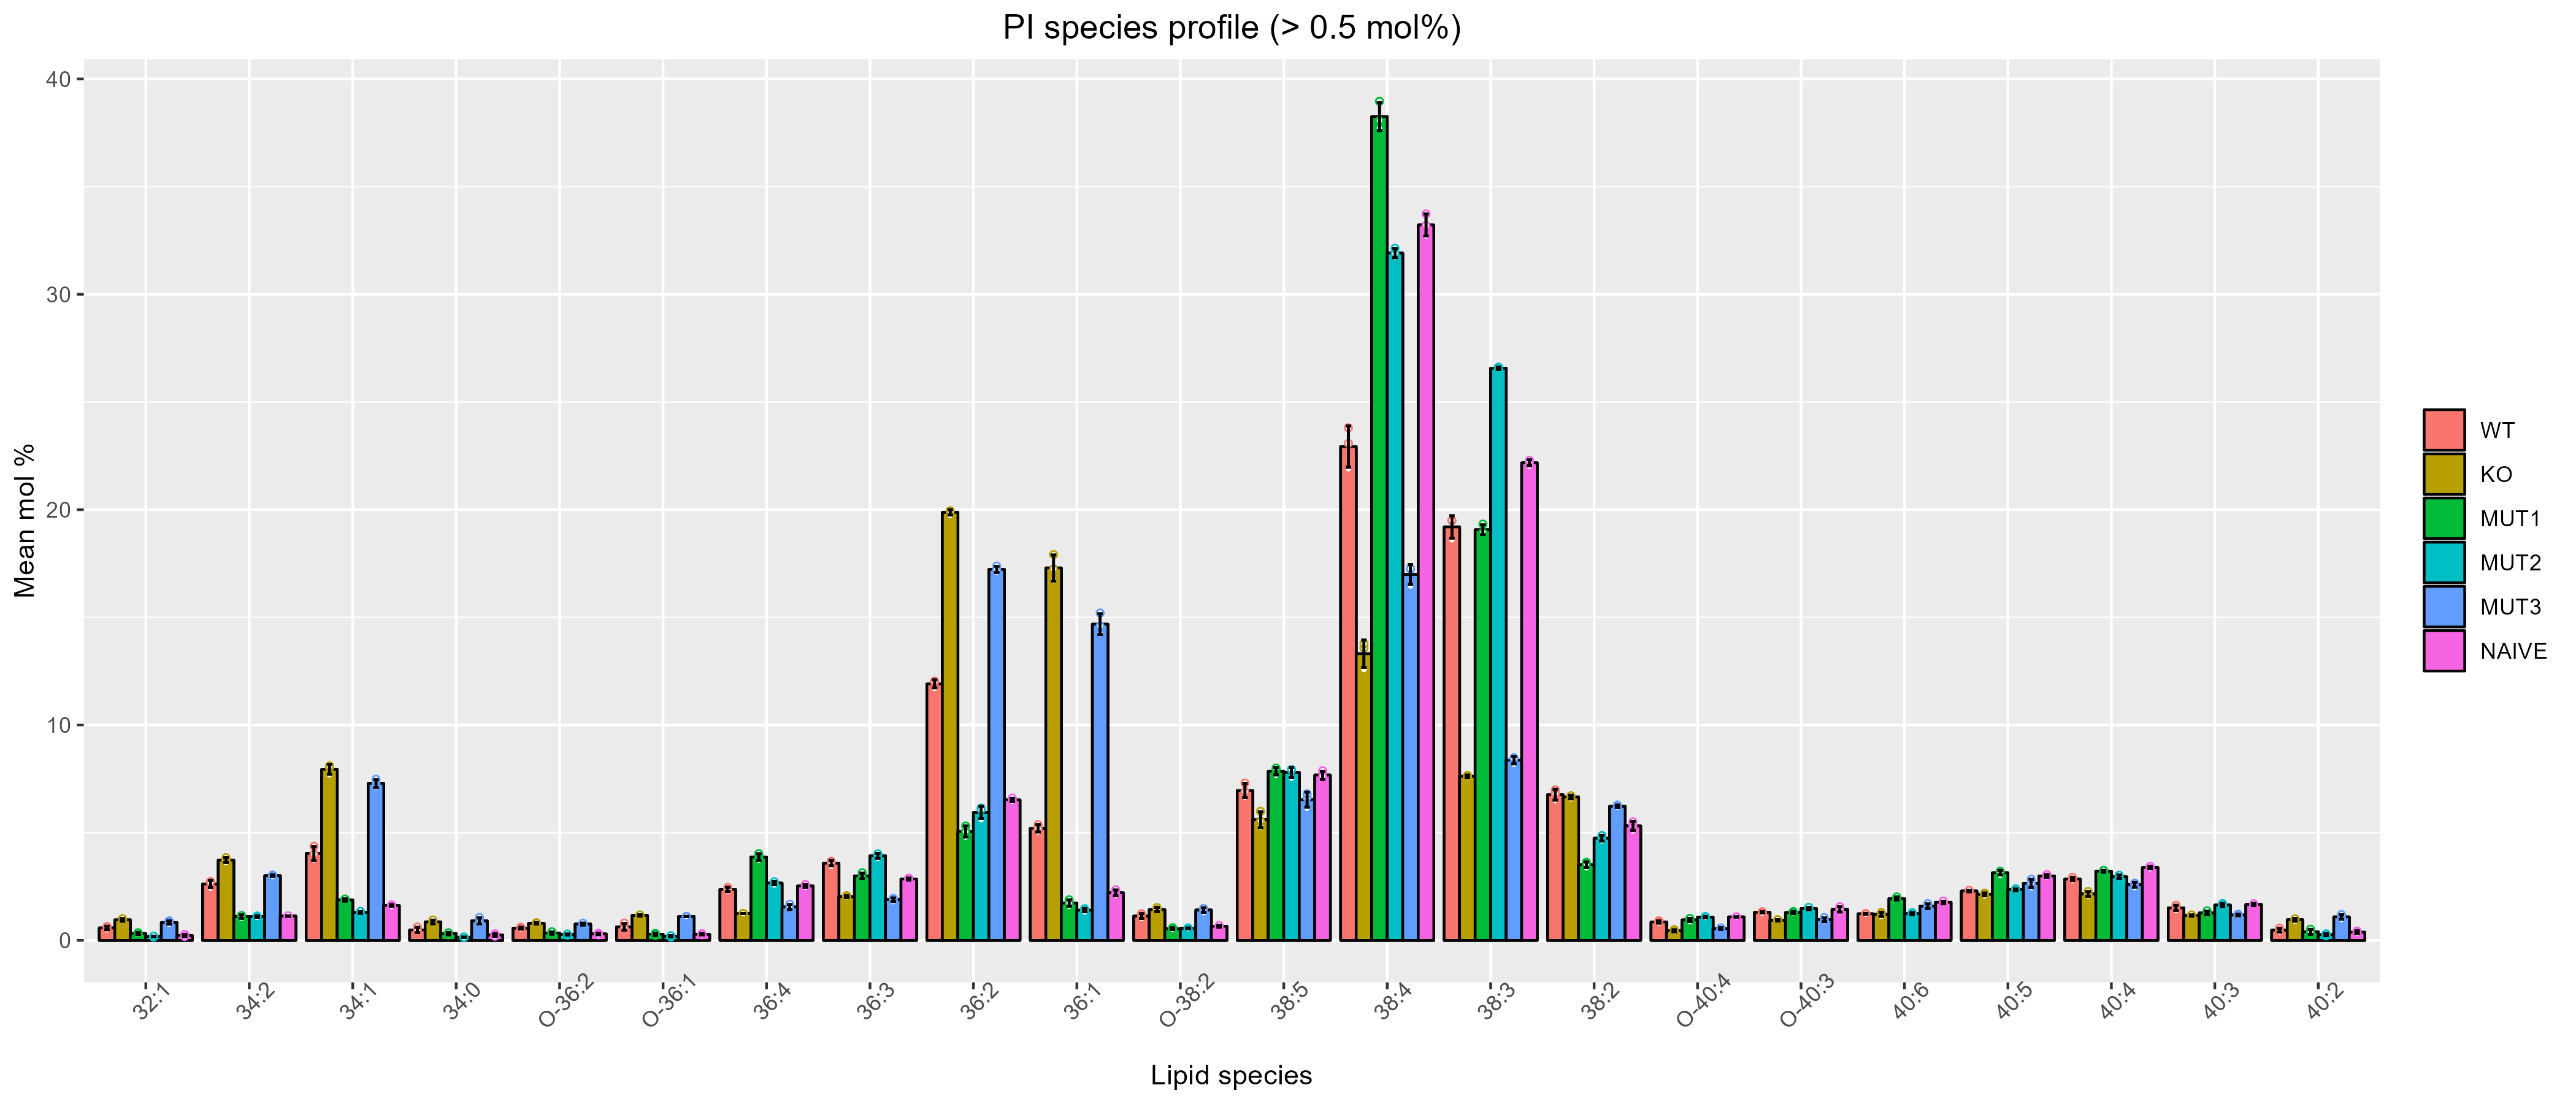 PI species profile (> 0.5 mol%)
Mean mol %
40
30
20
10
0
32:1
34:2
34:1
34:0
O-36:2
O-36:1
36:4
36:3
36:2
36:1
O-38:2
38:5
38:4
38:3
38:2
O-40:4
O-40:3
40:6
40:5
40:4
40:3
40:2
Lipid species
WT
KO
MUT1
MUT2
MUT3
NAIVE